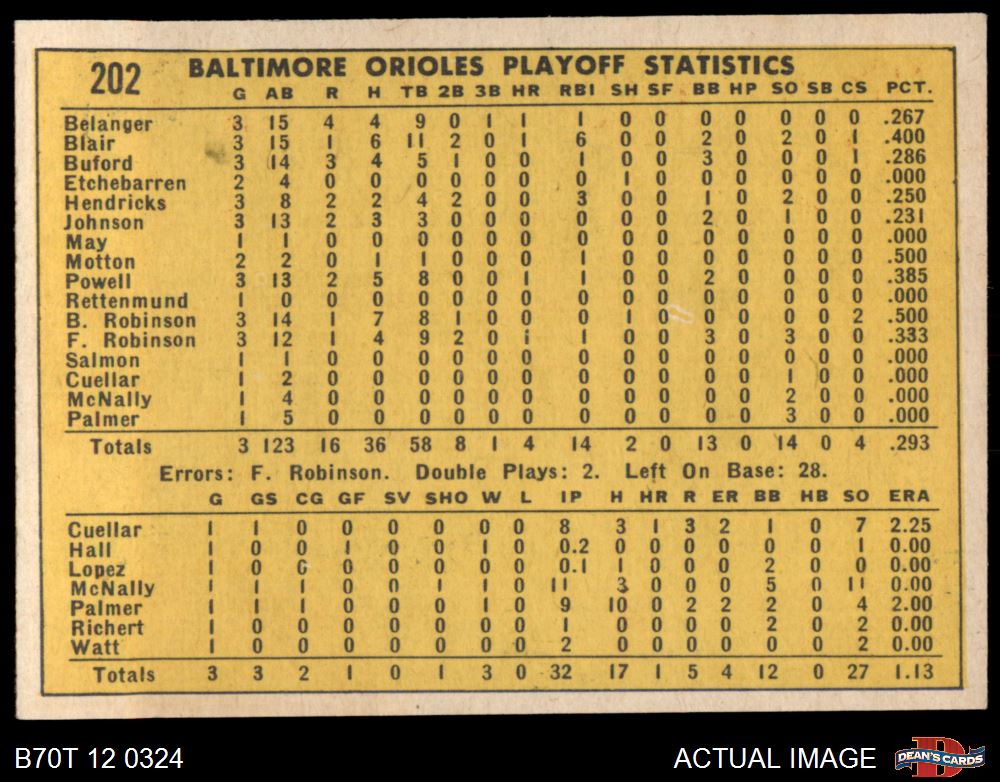 202 BALTIMORE ORIOLES PLAYOFF STATISTICS
G AB R H TB 2B 3B HR RBI SH SF BB HP SO SB CS PCT.
Belanger 3 15 4 4 9 0 1 1 1 0 0 0 0 0 0 0 .267
Blair 3 15 1 6 11 2 0 1 6 0 0 2 0 2 0 1 .400
Buford 3 14 3 4 5 1 0 0 1 0 0 3 0 0 0 1 .286
Etchebarren 2 4 0 0 0 0 0 0 0 1 0 0 0 0 0 0 .000
Hendricks 3 8 2 2 4 2 0 0 3 0 0 1 0 2 0 0 .250
Johnson 3 13 2 3 3 0 0 0 0 0 0 2 0 1 0 0 .231
May 1 1 0 0 0 0 0 0 0 0 0 0 0 0 0 0 .000
Motton 2 2 0 1 1 0 0 0 1 0 0 0 0 0 0 0 .500
Powell 3 13 2 5 8 0 0 1 1 0 0 2 0 0 0 0 .385
Rettenmund 1 0 0 0 0 0 0 0 0 0 0 0 0 0 0 0 .000
B. Robinson 3 14 1 7 8 1 0 0 0 1 0 0 0 0 0 2 .500
F. Robinson 3 12 1 4 9 2 0 1 1 0 0 3 0 3 0 0 .333
Salmon 1 1 0 0 0 0 0 0 0 0 0 0 0 0 0 0 .000
Cuellar 1 2 0 0 0 0 0 0 0 0 0 0 0 1 0 0 .000
McNally 1 4 0 0 0 0 0 0 0 0 0 0 0 2 0 0 .000
Palmer 1 5 0 0 0 0 0 0 0 0 0 0 0 3 0 0 .000
Totals 3 123 16 36 58 8 1 4 14 2 0 13 0 14 0 4 .293
Errors: F. Robinson. Double Plays: 2. Left On Base: 28.
G GS CG GF SV SHO W L IP H HR R ER BB HB SO ERA
Cuellar 1 1 0 0 0 0 0 0 8 3 1 3 2 1 0 7 2.25
Hall 1 0 0 1 0 0 1 0 0.2 0 0 0 0 0 0 1 0.00
Lopez 1 0 0 0 0 0 0 0 0.1 1 0 0 0 2 0 0 0.00
McNally 1 1 1 0 0 1 1 0 11 3 0 0 0 5 0 11 0.00
Palmer 1 1 1 0 0 0 1 0 9 10 0 2 2 2 0 4 2.00
Richert 1 0 0 0 0 0 0 0 1 0 0 0 0 2 0 2 0.00
Watt 1 0 0 0 0 0 0 0 2 0 0 0 0 0 0 2 0.00
Totals 3 3 2 1 0 1 3 0 32 17 1 5 4 12 0 27 1.13
B70T 12 0324 ACTUAL IMAGE DEAN'S CARDS